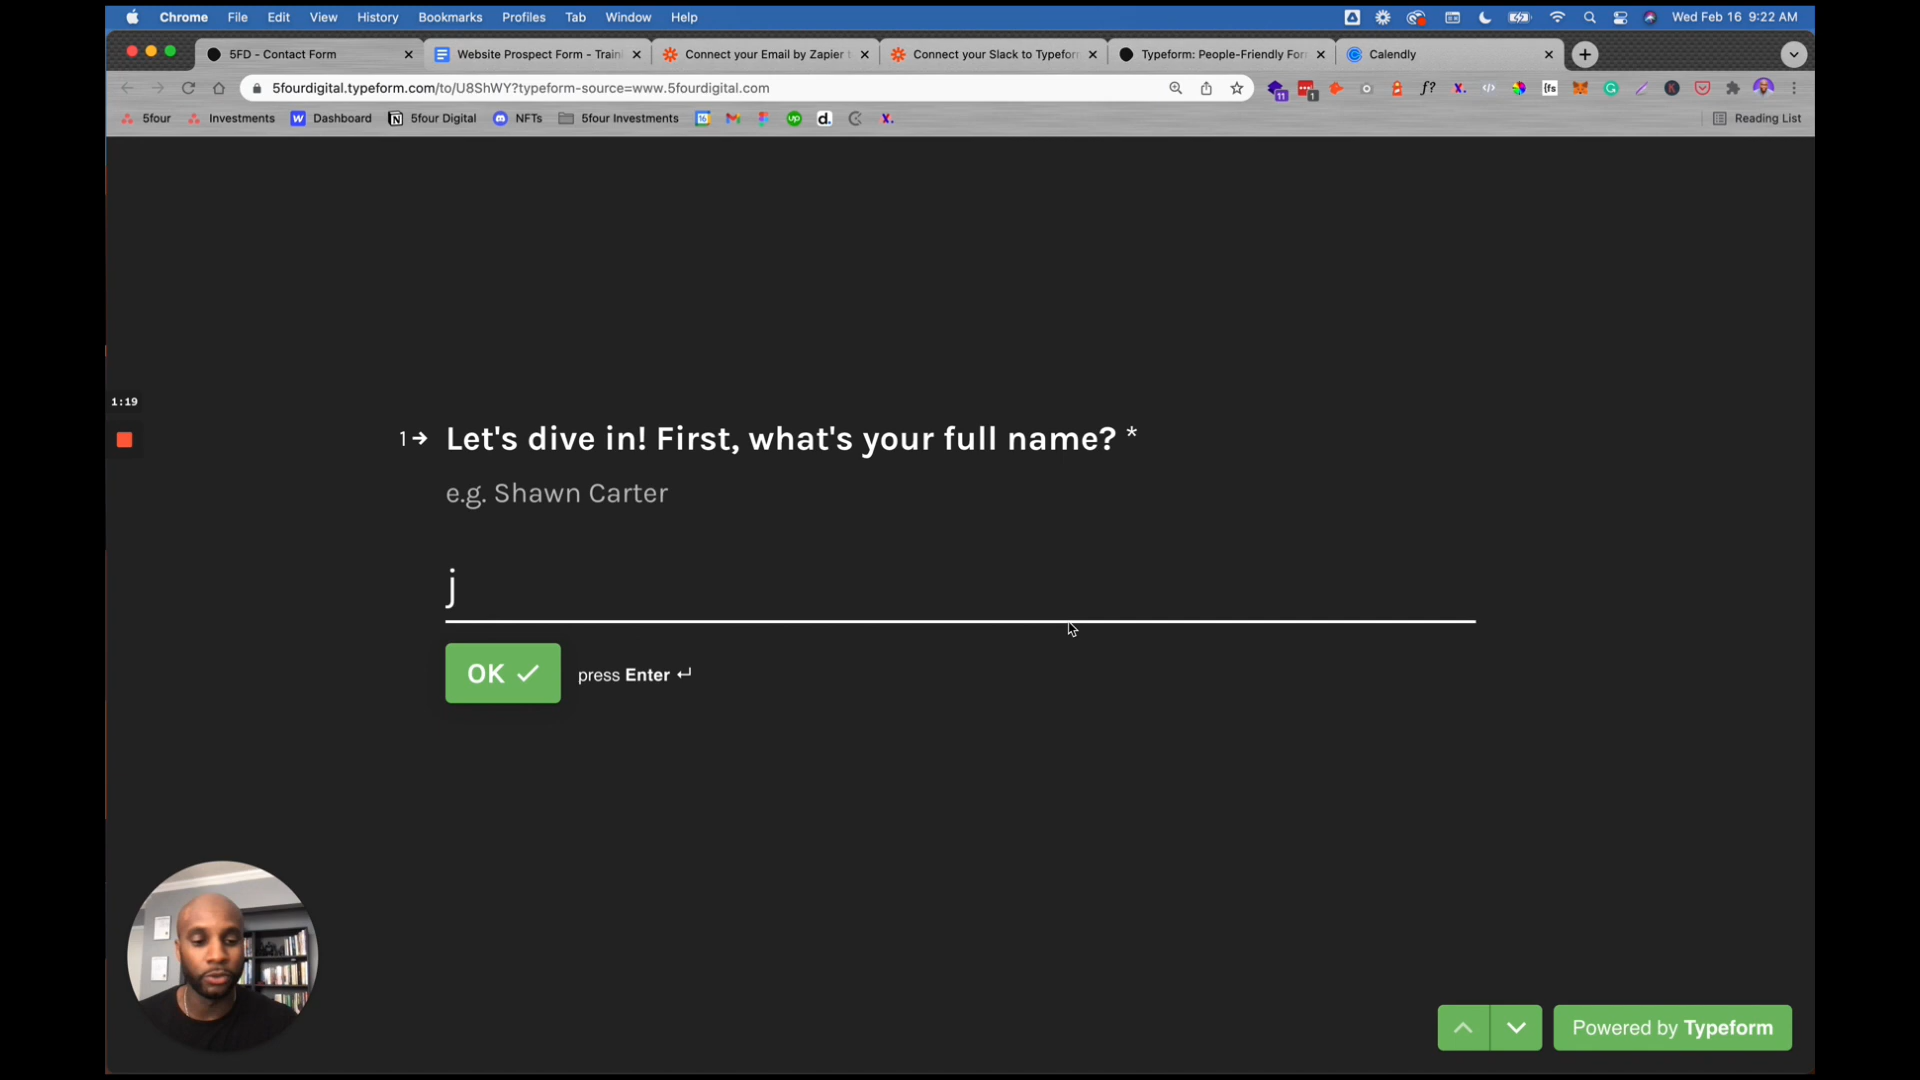 Chrome File Edit View History Bookmarks Profiles Tab Window Help Wed Feb 16 9:22 AM
5FD - Contact Form Website Prospect Form - Traini Connect your Email by Zapier t Connect your Slack to Typeform Typeform: People-Friendly For Calendly
5fourdigital.typeform.com/to/U8ShWY?typeform-source=www.5fourdigital.com
5four Investments Dashboard 5four Digital NFTs 5four Investments Reading List
1:19
1 → Let's dive in! First, what's your full name? *
e.g. Shawn Carter
j
OK ✓ press Enter ↵
Powered by Typeform